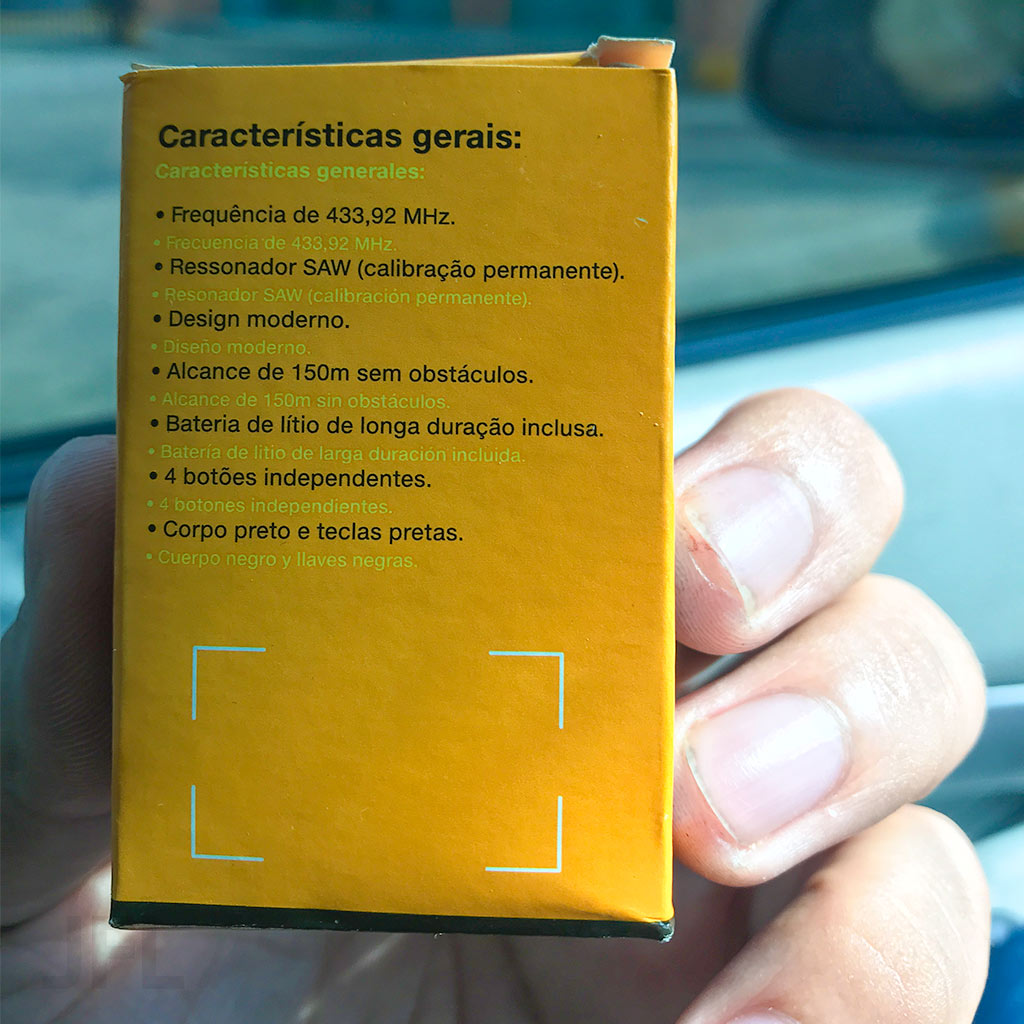 Características gerais:
Características generales:
• Frequência de 433,92 MHz.
• Frecuencia de 433,92 MHz.
• Ressonador SAW (calibração permanente).
• Resonador SAW (calibración permanente).
• Design moderno.
• Diseño moderno.
• Alcance de 150m sem obstáculos.
• Alcance de 150m sin obstáculos.
• Bateria de lítio de longa duração inclusa.
• Batería de litio de larga duración incluida.
• 4 botões independentes.
• 4 botones independientes.
• Corpo preto e teclas pretas.
• Cuerpo negro y llaves negras.